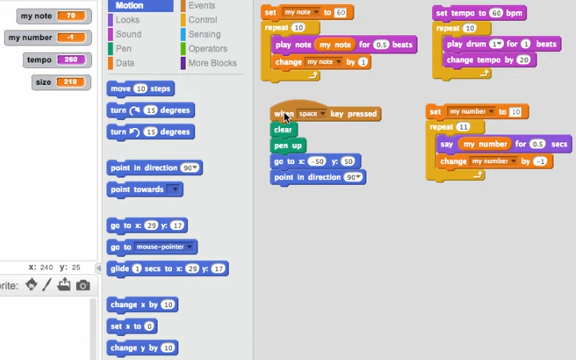 my note 70
my number -1
tempo 260
size 210
x: 240 y: 25
rite:
Motion
Looks
Sound
Pen
Data
Events
Control
Sensing
Operators
More Blocks
move 10 steps
turn 15 degrees
turn 15 degrees
point in direction 90
point towards
go to x: 29 y: 17
go to mouse-pointer
glide 1 secs to x: 29 y: 17
change x by 10
set x to 0
change y by 10
set my note to 60
repeat 10
play note my note for 0.5 beats
change my note by 1
when space key pressed
clear
pen up
go to x: -50 y: 50
point in direction 90
set tempo to 60 bpm
repeat 10
play drum 1 for 1 beats
change tempo by 20
set my number to 10
repeat 11
say my number for 0.5 secs
change my number by -1